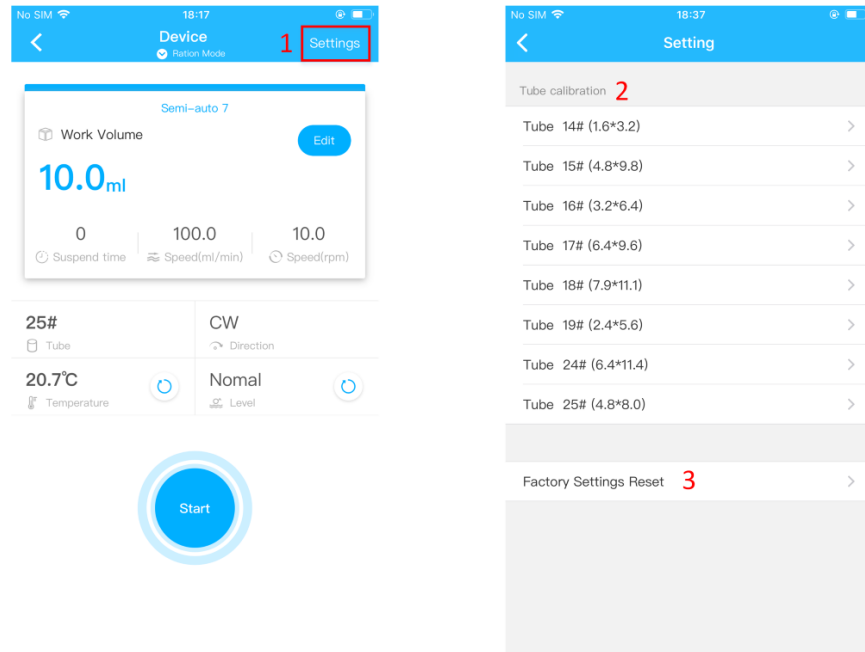 No SIM 18:17
Device
Ration Mode
1 Settings
Semi-auto 7
Work Volume
Edit
10.0ml
0 100.0 10.0
Suspend time Speed(ml/min) Speed(rpm)
25# CW
Tube Direction
20.7℃ Nomal
Temperature Level
Start
No SIM 18:37
Setting
Tube calibration 2
Tube 14# (1.6*3.2)
Tube 15# (4.8*9.8)
Tube 16# (3.2*6.4)
Tube 17# (6.4*9.6)
Tube 18# (7.9*11.1)
Tube 19# (2.4*5.6)
Tube 24# (6.4*11.4)
Tube 25# (4.8*8.0)
Factory Settings Reset 3